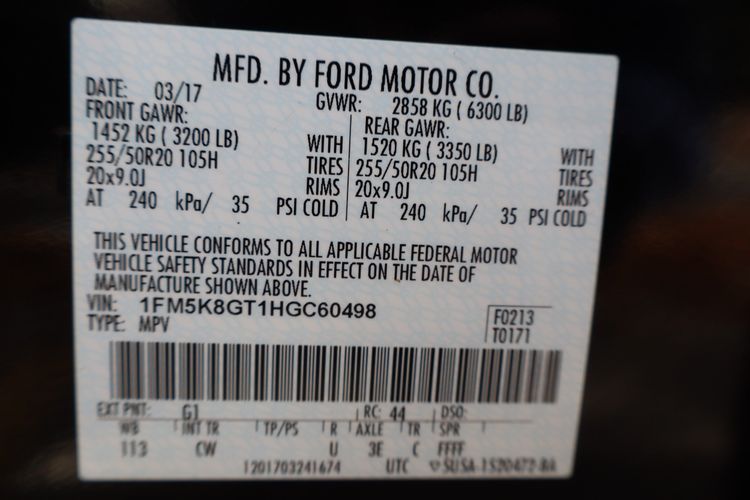 MFD. BY FORD MOTOR CO.
DATE: 03/17 GVWR: 2858 KG ( 6300 LB)
FRONT GAWR: REAR GAWR:
1452 KG ( 3200 LB) WITH 1520 KG ( 3350 LB) WITH
255/50R20 105H TIRES 255/50R20 105H TIRES
20x9.0J RIMS 20x9.0J RIMS
AT 240 kPa/ 35 PSI COLD AT 240 kPa/ 35 PSI COLD
THIS VEHICLE CONFORMS TO ALL APPLICABLE FEDERAL MOTOR
VEHICLE SAFETY STANDARDS IN EFFECT ON THE DATE OF
MANUFACTURE SHOWN ABOVE.
VIN: 1FM5K8GT1HGC60498
TYPE: MPV
F0213
T0171
EXT PNT: G1 RC: 44 DSO:
WB INT TR TP/PS R AXLE TR SPR
113 CW U 3E C FFFF
1201703241674 UTC